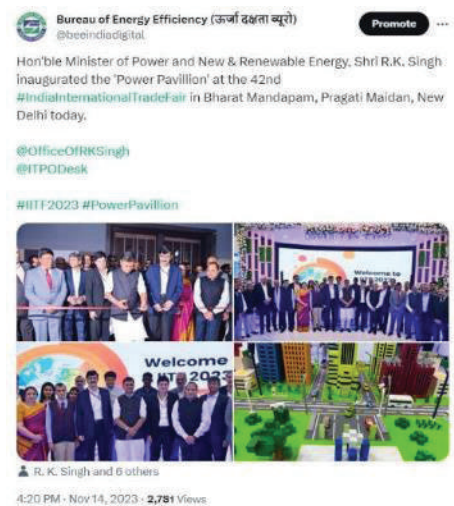 Bureau of Energy Efficiency (ऊर्जा दक्षता ब्यूरो)
@beeindiadigital
Promote
Hon'ble Minister of Power and New & Renewable Energy, Shri R.K. Singh
inaugurated the 'Power Pavillion' at the 42nd
#IndiaInternationalTradeFair in Bharat Mandapam, Pragati Maidan, New
Delhi today.
@OfficeOfRKSingh
@ITPODesk
#IITF2023 #PowerPavillion
Welcome to
Welcome
2023
R. K. Singh and 6 others
4:20 PM · Nov 14, 2023 · 2,781 Views